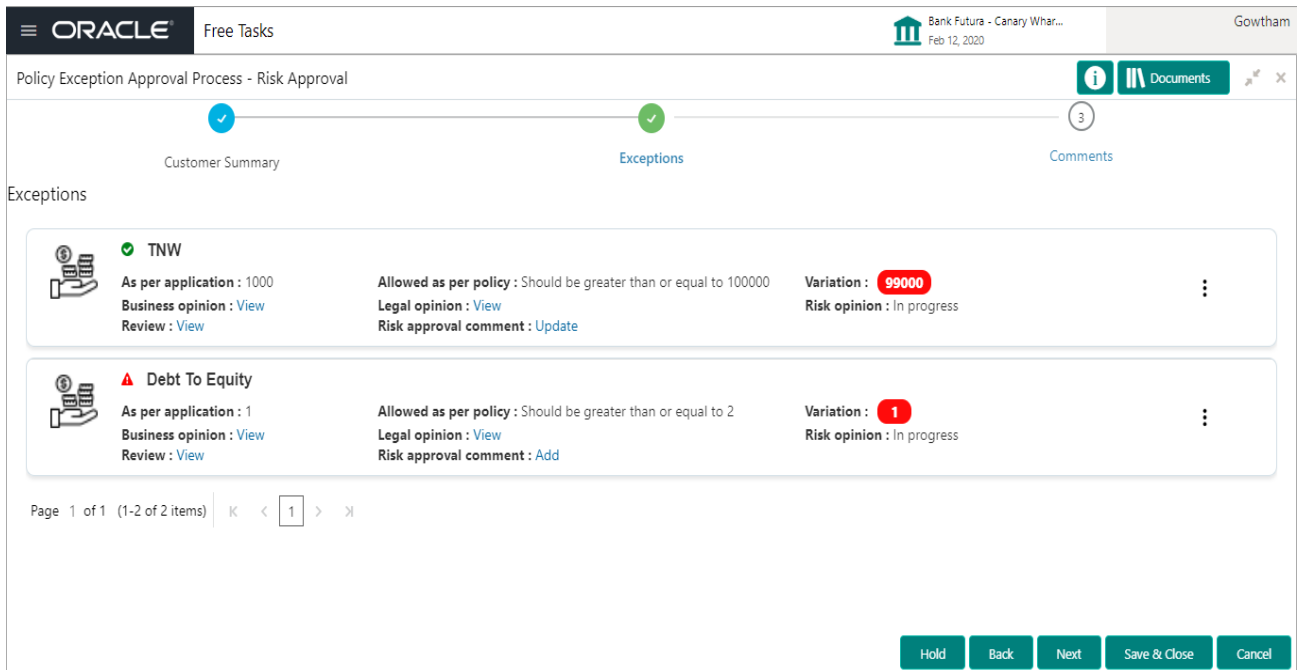 ORACLE Free Tasks Bank Futura - Canary Whar... Gowtham
Feb 12, 2020
Policy Exception Approval Process - Risk Approval i Documents
3
Customer Summary Exceptions Comments
Exceptions
TNW
As per application : 1000 Allowed as per policy : Should be greater than or equal to 100000 Variation : 99000
Business opinion : View Legal opinion : View Risk opinion : In progress
Review : View Risk approval comment : Update
Debt To Equity
As per application : 1 Allowed as per policy : Should be greater than or equal to 2 Variation : 1
Business opinion : View Legal opinion : View Risk opinion : In progress
Review : View Risk approval comment : Add
Page 1 of 1 (1-2 of 2 items) 1
Hold Back Next Save & Close Cancel